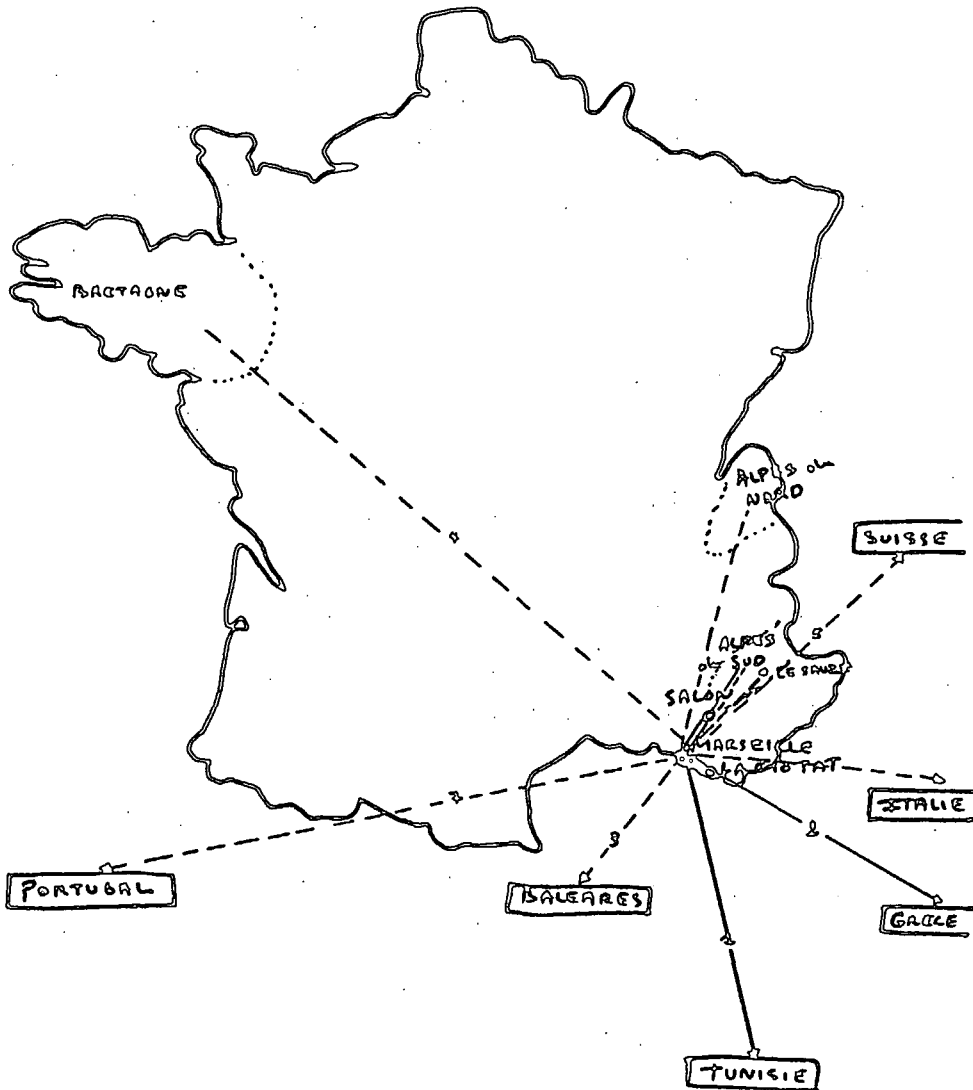 BRETAGNE
ALPES du
NORD
SUISSE
ALPES
du SUD
LE SAUZE
SALON
MARSEILLE
LA CIOTAT
ITALIE
PORTUGAL
BALEARES
GRECE
TUNISIE